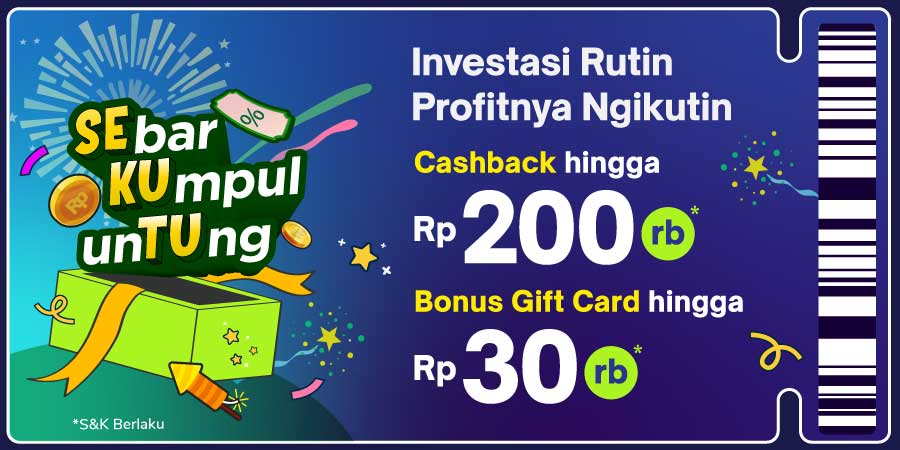 SEbar
KUmpul
unTUng
%
Rp
*S&K Berlaku
Investasi Rutin
Profitnya Ngikutin
Cashback hingga
Rp 200 rb*
Bonus Gift Card hingga
Rp 30 rb*